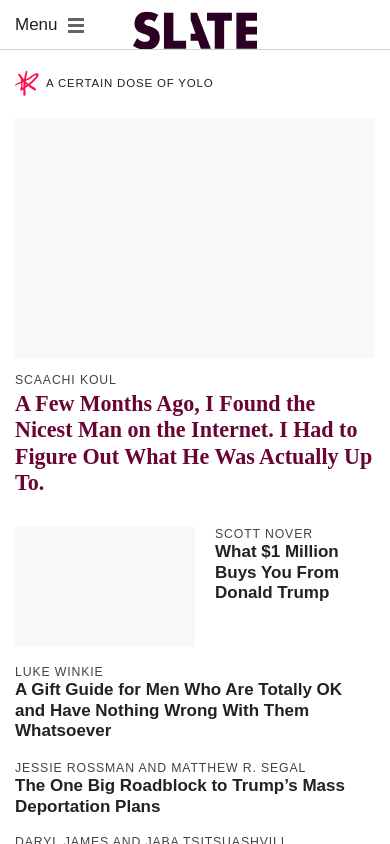 Menu
SLATE
A CERTAIN DOSE OF YOLO
SCAACHI KOUL
A Few Months Ago, I Found the
Nicest Man on the Internet. I Had to
Figure Out What He Was Actually Up
To.
SCOTT NOVER
What $1 Million
Buys You From
Donald Trump
LUKE WINKIE
A Gift Guide for Men Who Are Totally OK
and Have Nothing Wrong With Them
Whatsoever
JESSIE ROSSMAN AND MATTHEW R. SEGAL
The One Big Roadblock to Trump’s Mass
Deportation Plans
DARYL JAMES AND JABA TSITSUASHVILI